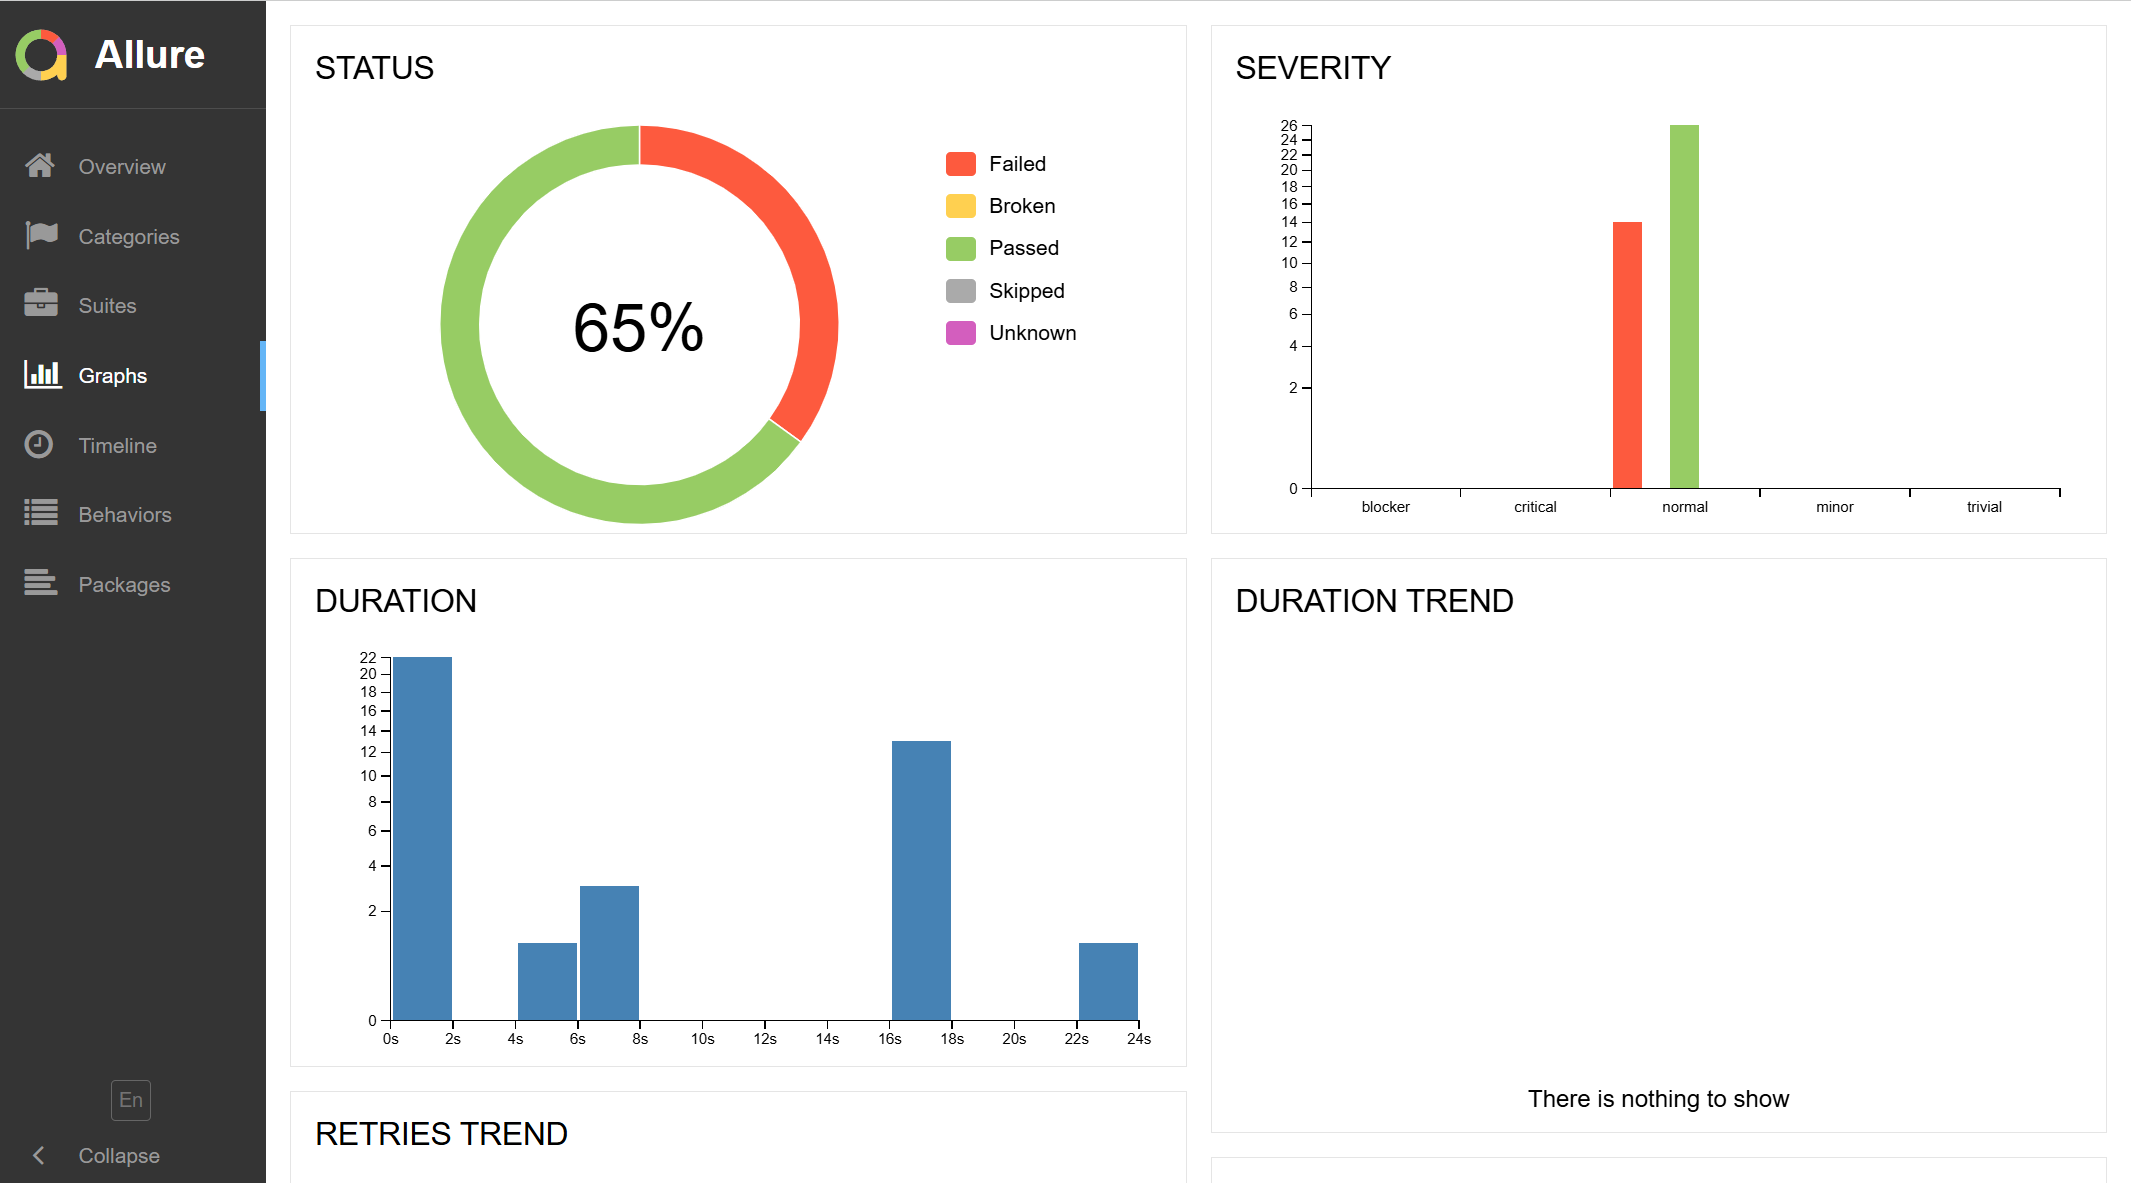 Allure
Overview
Categories
Suites
Graphs
Timeline
Behaviors
Packages
En
Collapse
STATUS
65%
Failed
Broken
Passed
Skipped
Unknown
SEVERITY
26
24
22
20
18
16
14
12
10
8
6
4
2
0
blocker critical normal minor trivial
DURATION
22
20
18
16
14
12
10
8
6
4
2
0
0s 2s 4s 6s 8s 10s 12s 14s 16s 18s 20s 22s 24s
DURATION TREND
There is nothing to show
RETRIES TREND